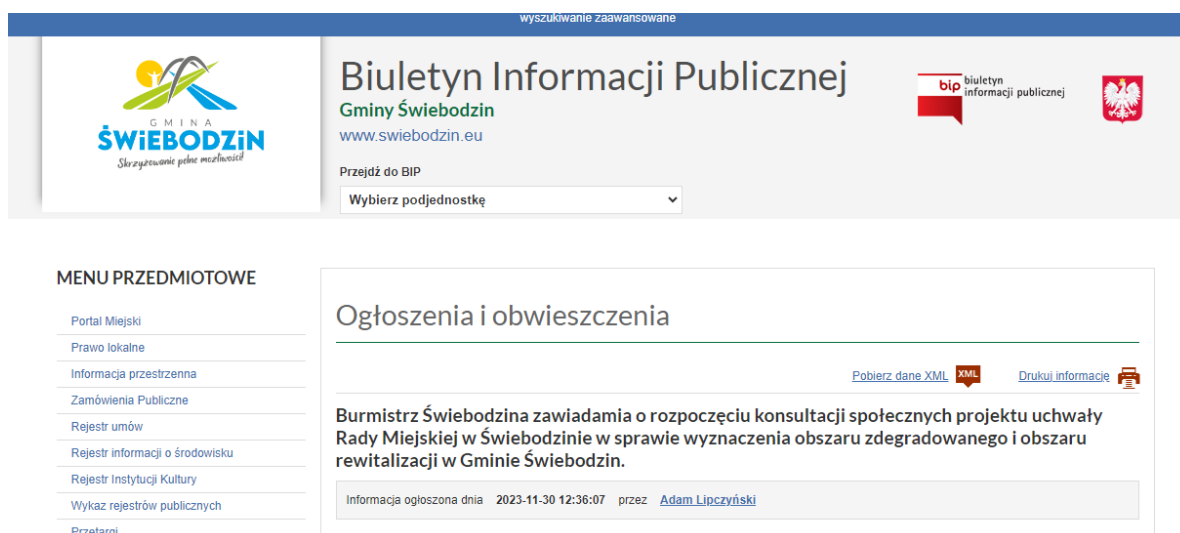 wyszukiwanie zaawansowane
GMINA
ŚWiEBODZiN
Skrzyżowanie pełne możliwości!
Biuletyn Informacji Publicznej
Gminy Świebodzin
www.swiebodzin.eu
Przejdź do BIP
Wybierz podjednostkę
bip biuletyn
informacji publicznej
MENU PRZEDMIOTOWE
Portal Miejski
Prawo lokalne
Informacja przestrzenna
Zamówienia Publiczne
Rejestr umów
Rejestr informacji o środowisku
Rejestr Instytucji Kultury
Wykaz rejestrów publicznych
Przetargi
Ogłoszenia i obwieszczenia
Pobierz dane XML XML Drukuj informację
Burmistrz Świebodzina zawiadamia o rozpoczęciu konsultacji społecznych projektu uchwały
Rady Miejskiej w Świebodzinie w sprawie wyznaczenia obszaru zdegradowanego i obszaru
rewitalizacji w Gminie Świebodzin.
Informacja ogłoszona dnia 2023-11-30 12:36:07 przez Adam Lipczyński